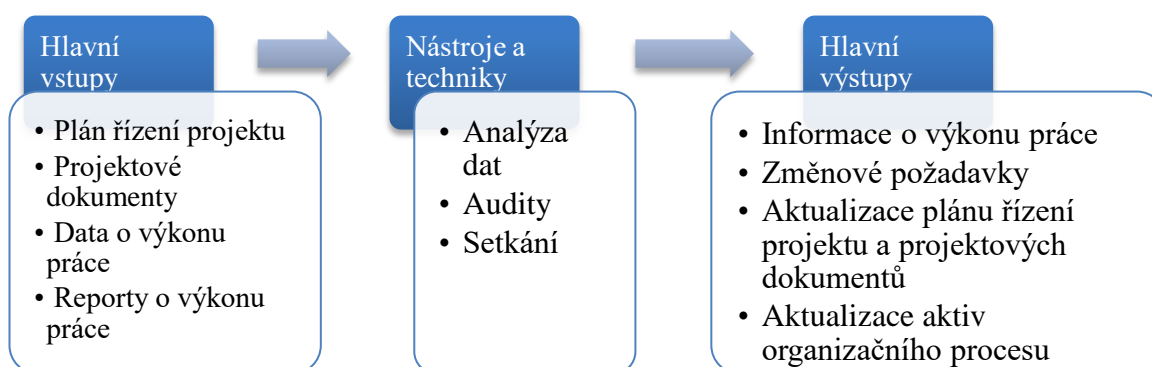 Hlavní
vstupy
• Plán řízení projektu
• Projektové
dokumenty
• Data o výkonu
práce
• Reporty o výkonu
práce
Nástroje a
techniky
• Analýza
dat
• Audity
• Setkání
Hlavní
výstupy
• Informace o výkonu práce
• Změnové požadavky
• Aktualizace plánu řízení
projektu a projektových
dokumentů
• Aktualizace aktiv
organizačního procesu